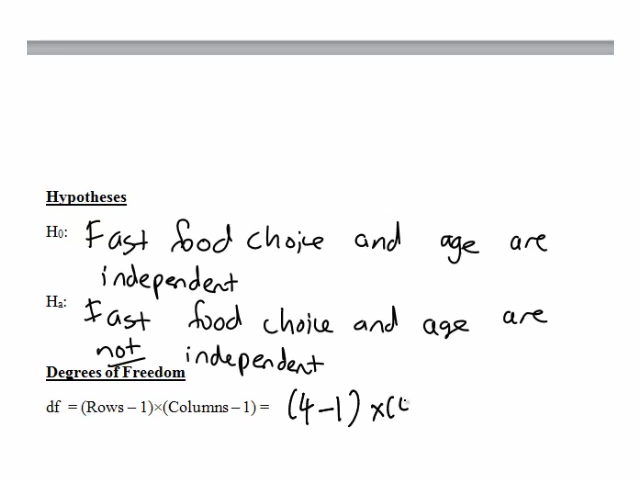 Hypotheses
H0: Fast food choice and age are
independent
Ha: Fast food choice and age are
not independent
Degrees of Freedom
df = (Rows – 1)×(Columns – 1) = (4-1) ×(